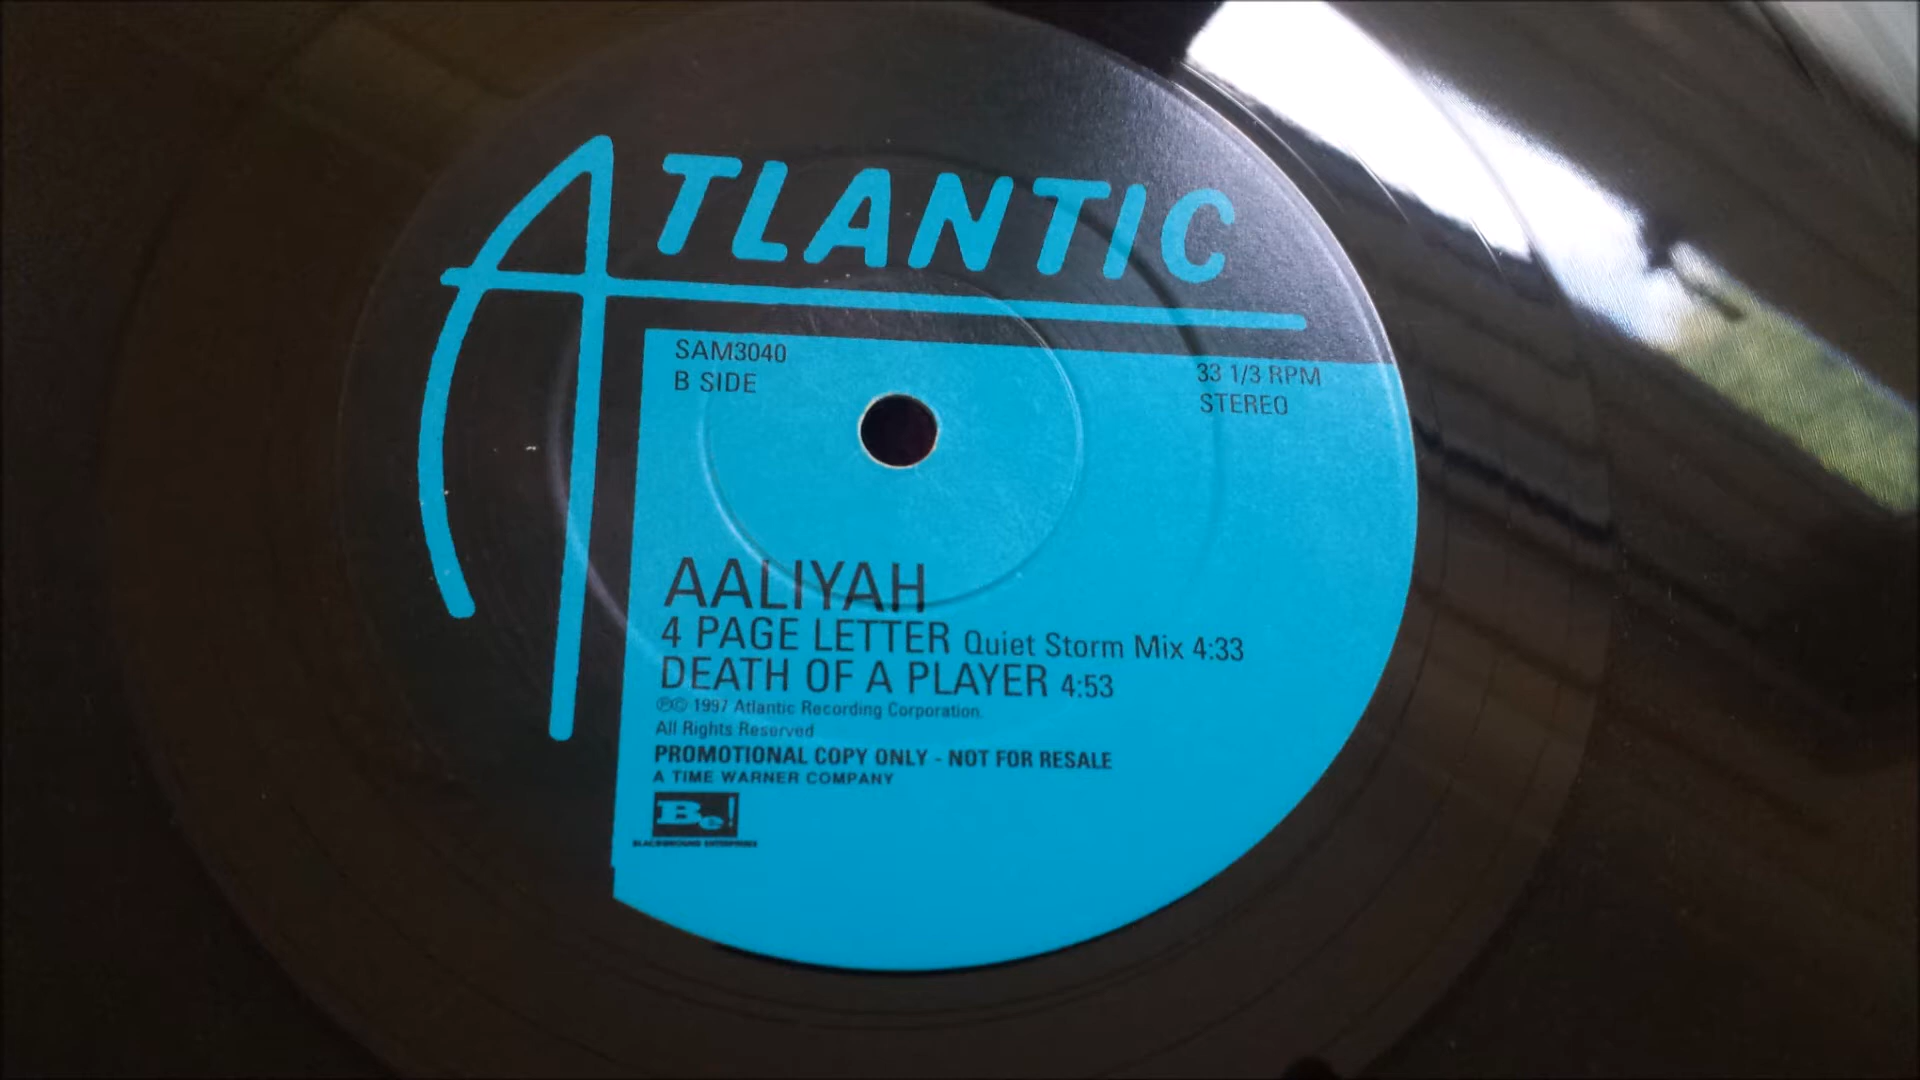 ATLANTIC
SAM3040
B SIDE
33 1/3 RPM
STEREO
AALIYAH
4 PAGE LETTER Quiet Storm Mix 4:33
DEATH OF A PLAYER 4:53
℗© 1997 Atlantic Recording Corporation.
All Rights Reserved
PROMOTIONAL COPY ONLY - NOT FOR RESALE
A TIME WARNER COMPANY
Be!
BLACKGROUND ENTERPRISES